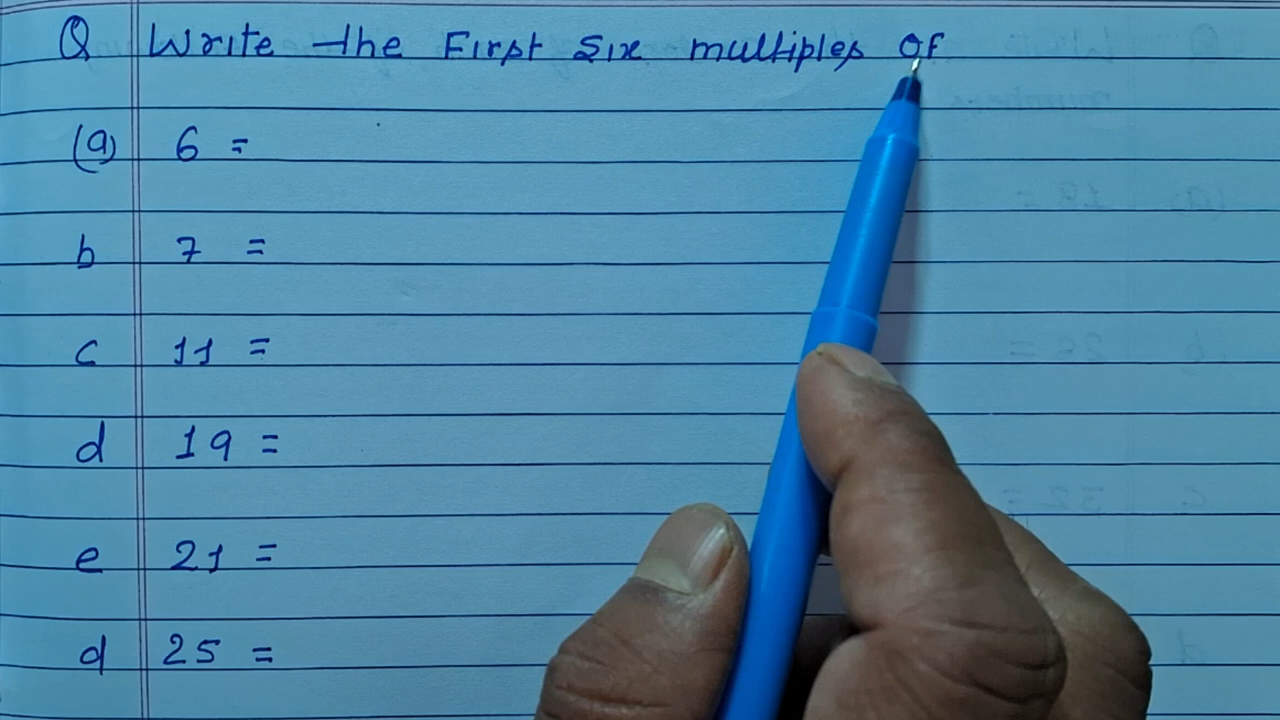 Q Write the First Six multiples of
(a) 6 =
b 7 =
c 11 =
d 19 =
e 21 =
d 25 =